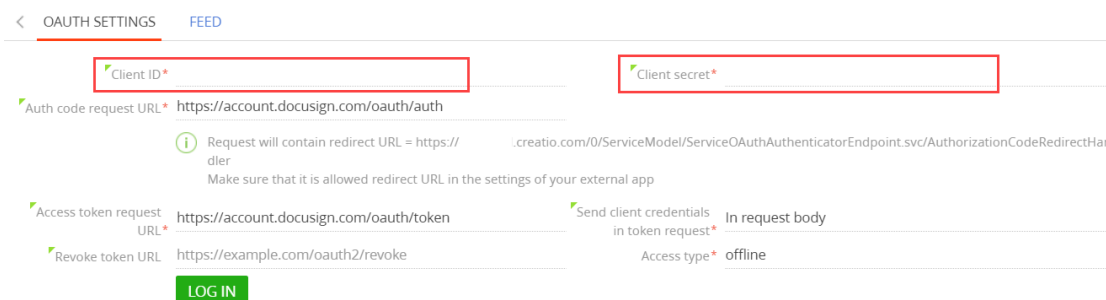 OAUTH SETTINGS FEED
Client ID* Client secret*
Auth code request URL* https://account.docusign.com/oauth/auth
Request will contain redirect URL = https:// .creatio.com/0/ServiceModel/ServiceOAuthAuthenticatorEndpoint.svc/AuthorizationCodeRedirectHan
dler
Make sure that it is allowed redirect URL in the settings of your external app
Access token request
URL* https://account.docusign.com/oauth/token
Send client credentials
in token request* In request body
Revoke token URL https://example.com/oauth2/revoke
Access type* offline
LOG IN